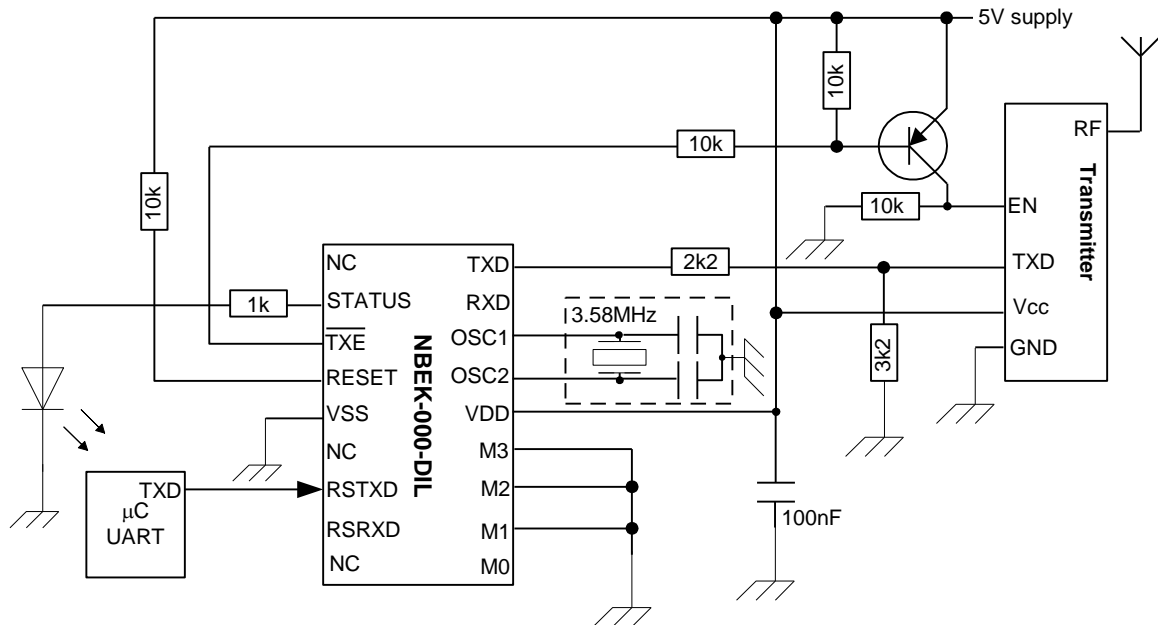 5V supply
10k
RF
10k
10k
Transmitter
10k
EN
NC
TXD
2k2
TXD
1k
STATUS
RXD
3.58MHz
Vcc
TXE
OSC1
NBEK-000-DIL
GND
3k2
RESET
OSC2
VSS
VDD
NC
M3
TXD
RSTXD
M2
µC
UART
100nF
RSRXD
M1
NC
M0